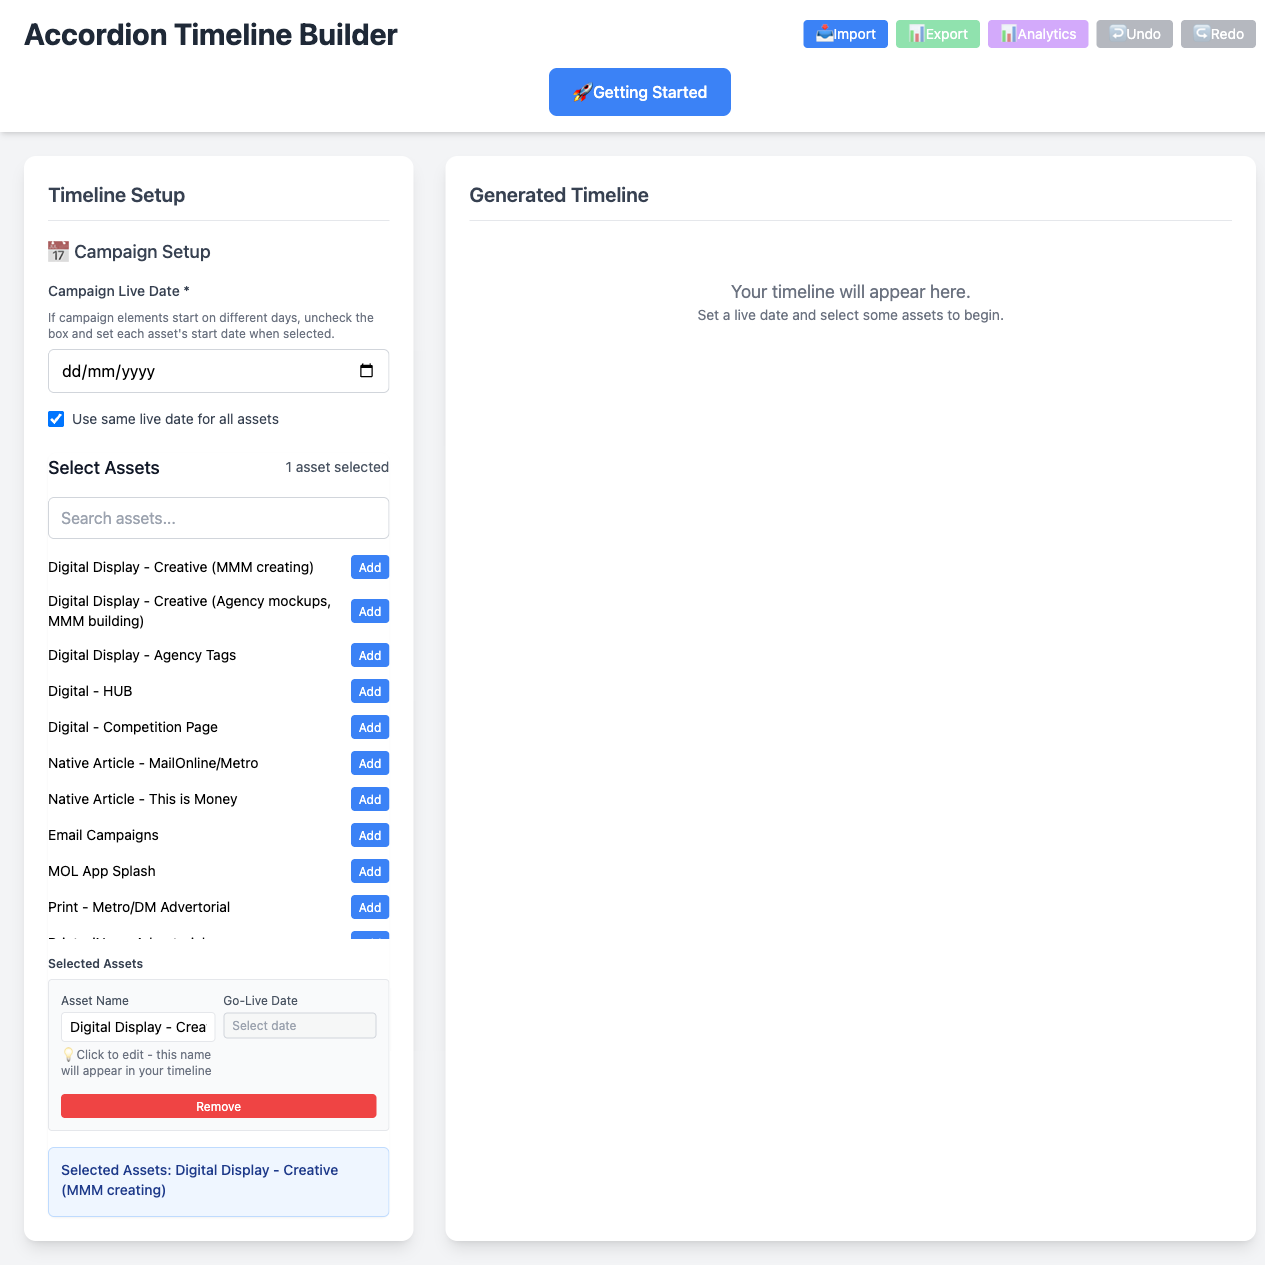 Accordion Timeline Builder
Import
Export
Analytics
Undo
Redo
Getting Started
Timeline Setup
17
Campaign Setup
Campaign Live Date *
If campaign elements start on different days, uncheck the
box and set each asset's start date when selected.
dd/mm/yyyy
Use same live date for all assets
Select Assets
1 asset selected
Search assets...
Digital Display - Creative (MMM creating)
Add
Digital Display - Creative (Agency mockups,
MMM building)
Add
Digital Display - Agency Tags
Add
Digital - HUB
Add
Digital - Competition Page
Add
Native Article - MailOnline/Metro
Add
Native Article - This is Money
Add
Email Campaigns
Add
MOL App Splash
Add
Print - Metro/DM Advertorial
Add
Selected Assets
Asset Name
Go-Live Date
Digital Display - Crea
Select date
Click to edit - this name
will appear in your timeline
Remove
Selected Assets: Digital Display - Creative
(MMM creating)
Generated Timeline
Your timeline will appear here.
Set a live date and select some assets to begin.